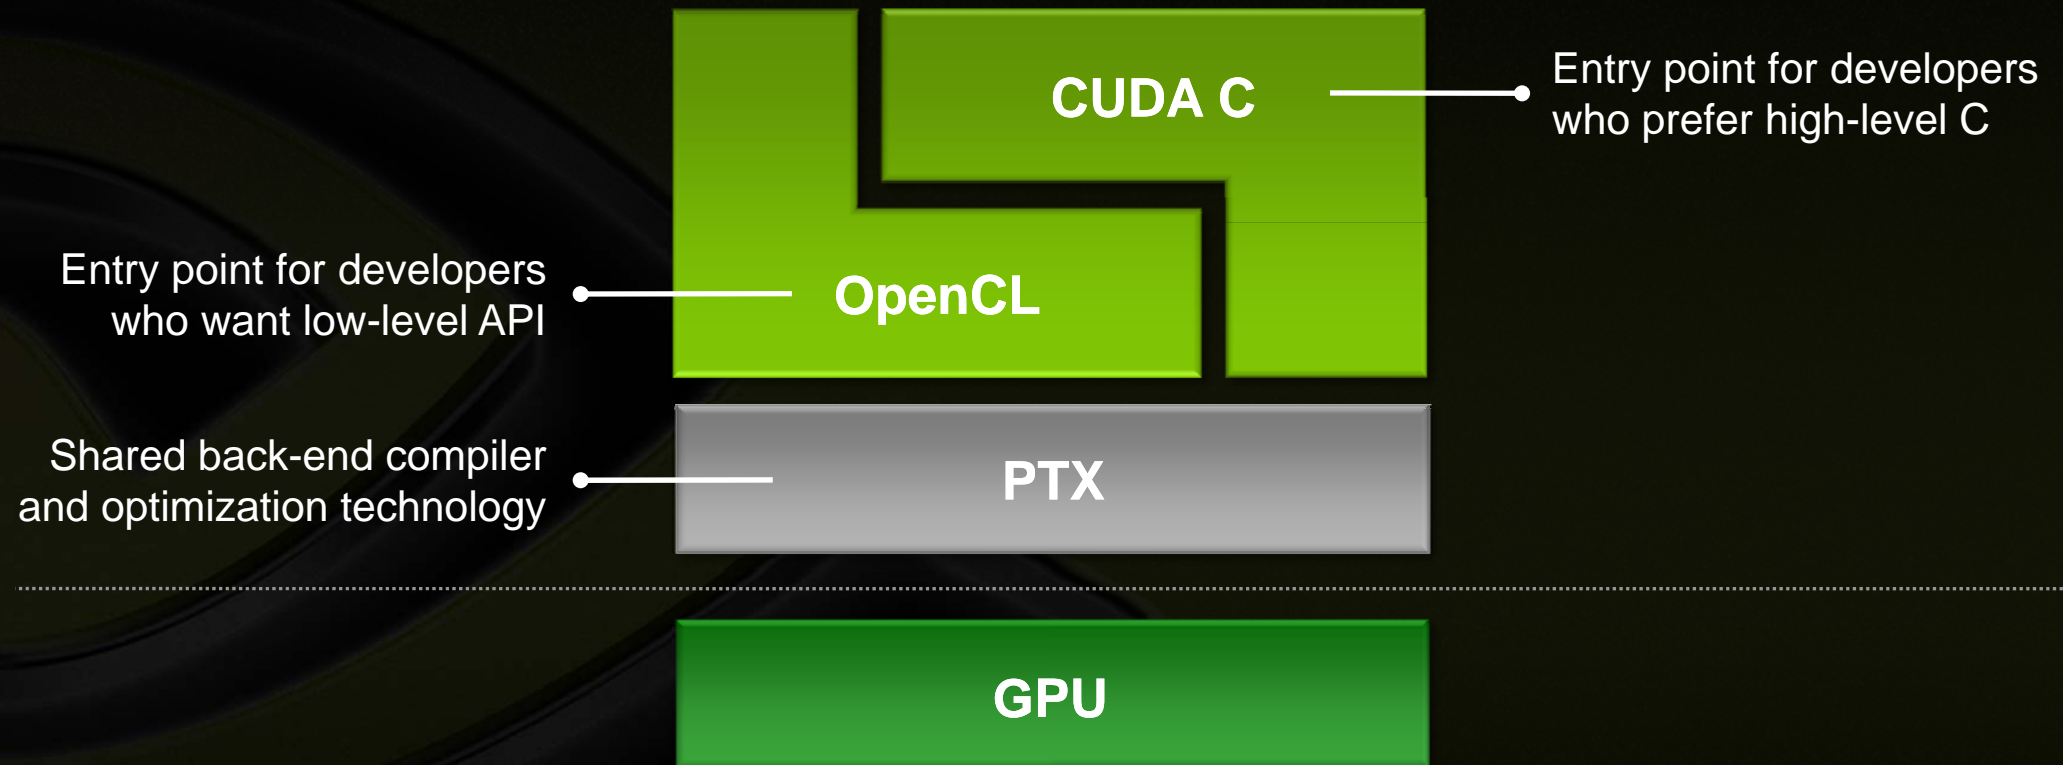 CUDA C
Entry point for developers
who prefer high-level C
Entry point for developers
who want low-level API
OpenCL
Shared back-end compiler
and optimization technology
PTX
GPU